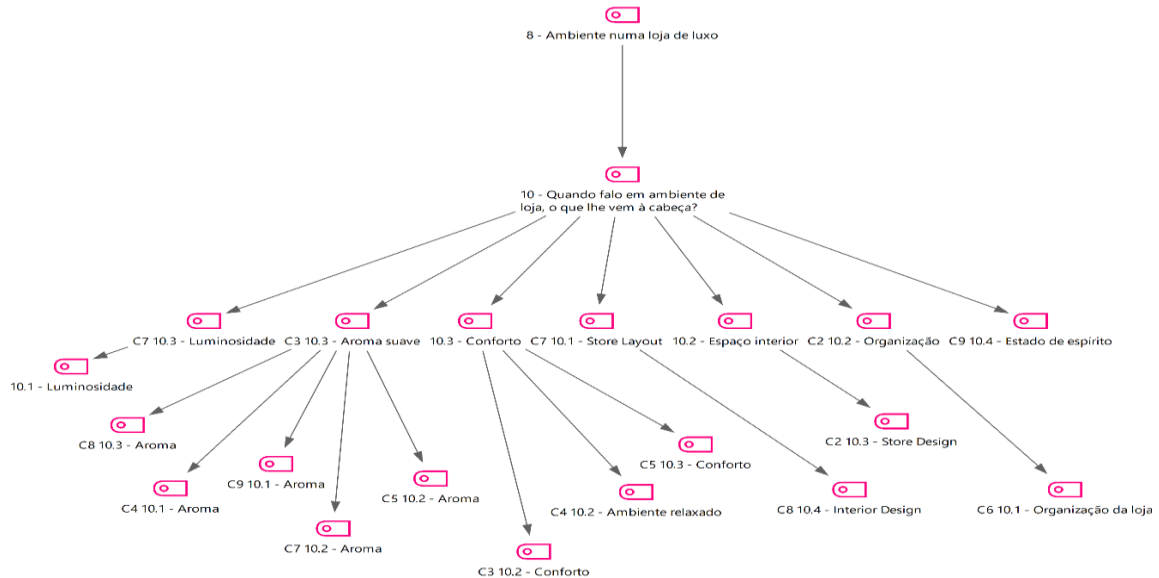 8 - Ambiente numa loja de luxo
10 - Quando falo em ambiente de
loja, o que lhe vem à cabeça?
C7 10.3 - Luminosidade
C3 10.3 - Aroma suave
10.3 - Conforto
C7 10.1 - Store Layout
10.2 - Espaço interior
C2 10.2 - Organização
C9 10.4 - Estado de espírito
10.1 - Luminosidade
C8 10.3 - Aroma
C2 10.3 - Store Design
C5 10.3 - Conforto
C9 10.1 - Aroma
C5 10.2 - Aroma
C4 10.1 - Aroma
C4 10.2 - Ambiente relaxado
C8 10.4 - Interior Design
C6 10.1 - Organização da loja
C7 10.2 - Aroma
C3 10.2 - Conforto